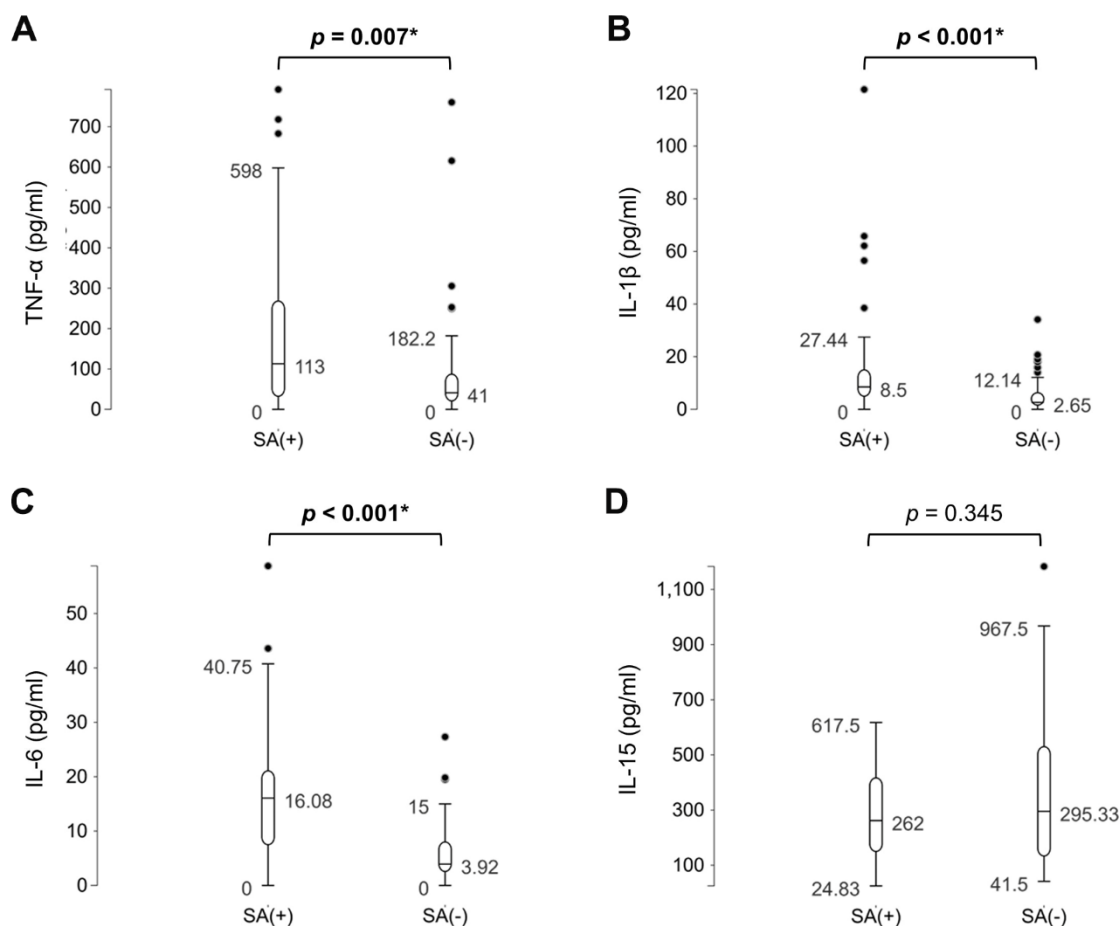 A
p = 0.007*
TNF-α (pg/ml)
700
600
500
400
300
200
100
0
598
113
0
182.2
41
0
SA(+)
SA(-)
B
p < 0.001*
IL-1β (pg/ml)
120
100
80
60
40
20
0
27.44
8.5
0
12.14
2.65
0
SA(+)
SA(-)
C
p < 0.001*
IL-6 (pg/ml)
50
40
30
20
10
0
40.75
16.08
0
15
3.92
0
SA(+)
SA(-)
D
p = 0.345
IL-15 (pg/ml)
1,100
900
700
500
300
100
617.5
262
24.83
967.5
295.33
41.5
SA(+)
SA(-)